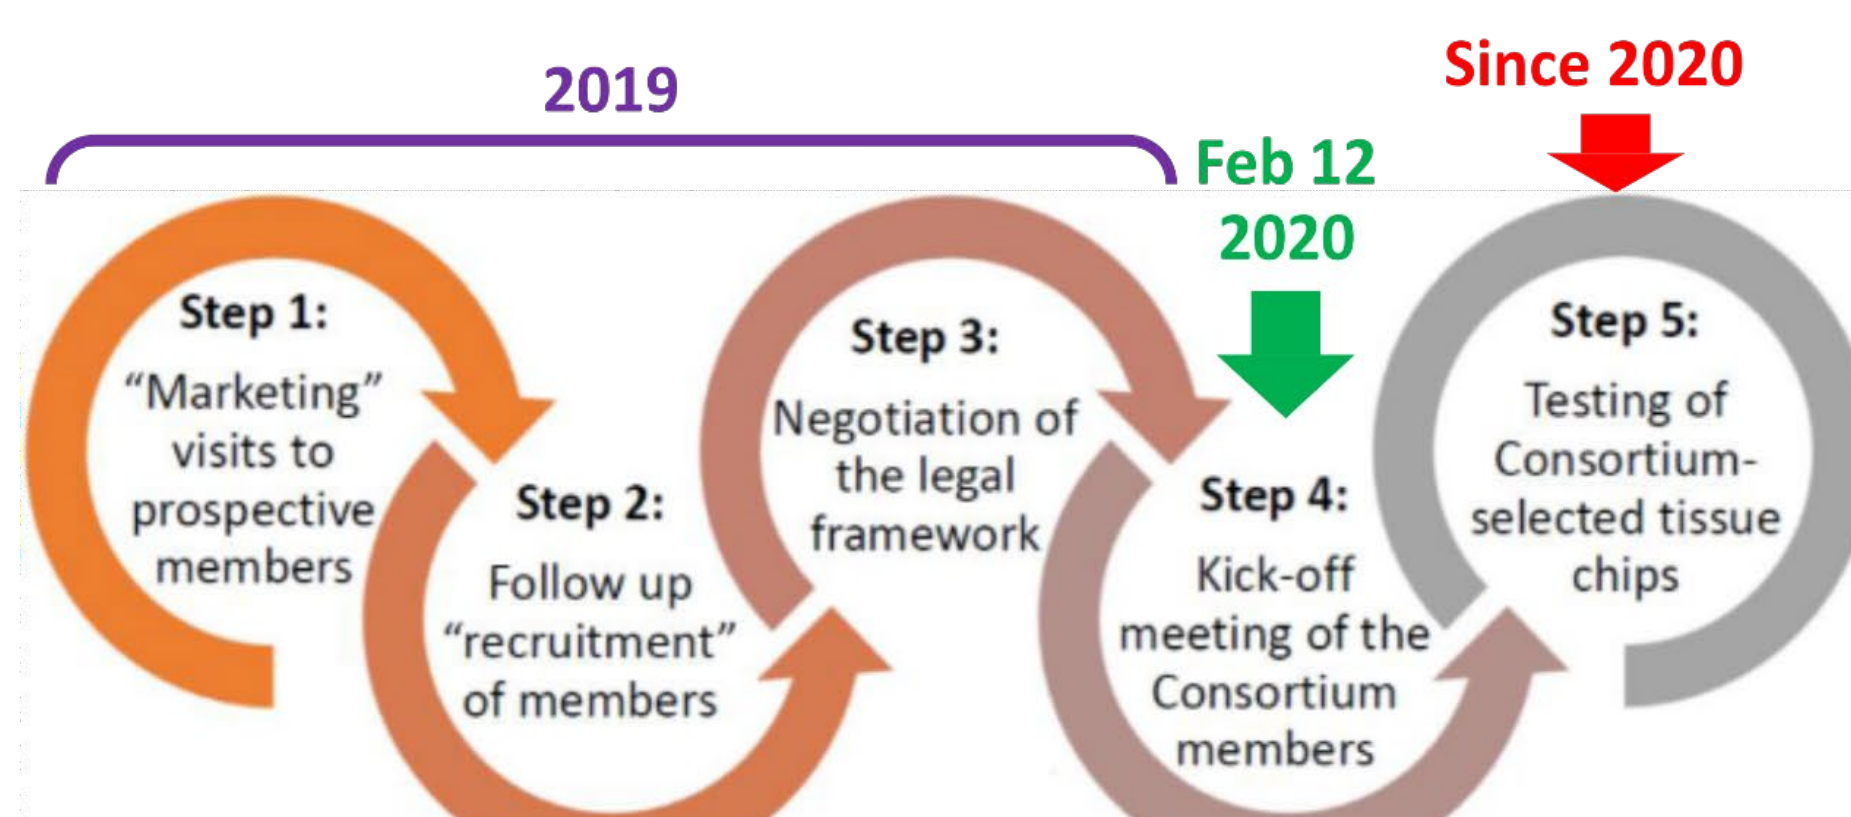 2019
Since 2020
Feb 12
2020
Step 1:
“Marketing”
visits to
prospective
members
Step 2:
Follow up
“recruitment”
of members
Step 3:
Negotiation of
the legal
framework
Step 4:
Kick-off
meeting of the
Consortium
members
Step 5:
Testing of
Consortium-
selected tissue
chips